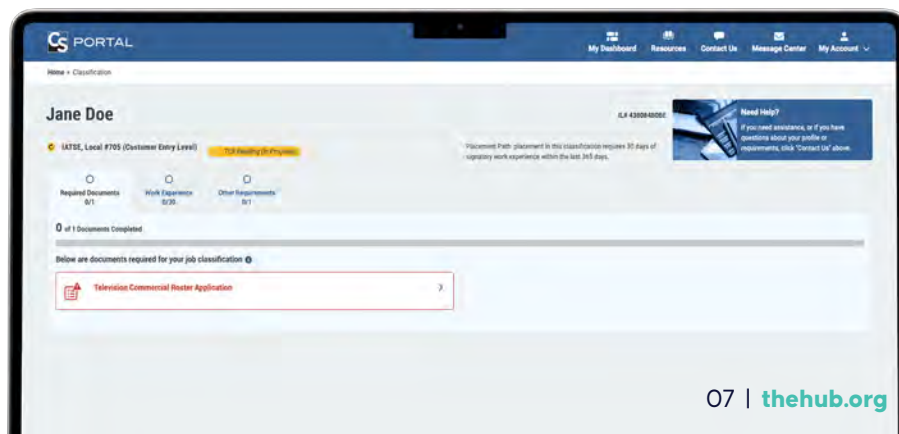 CS PORTAL
My Dashboard Resources Contact Us Message Center My Account
Home » Classification
Jane Doe
Need Help?
If you need assistance, or if you have
questions about your profile or
requirements, click "Contact Us" above.
IATSE, Local #705 (Costumer Entry Level)
Placement Path: placement in this classification requires 30 days of
signatory work experience within the last 365 days.
Required Documents
0/1
Work Experience
0/30
Other Requirements
0/1
0 of 1 Documents Completed
Below are documents required for your job classification
Television Commercial Roster Application
07 | thehub.org